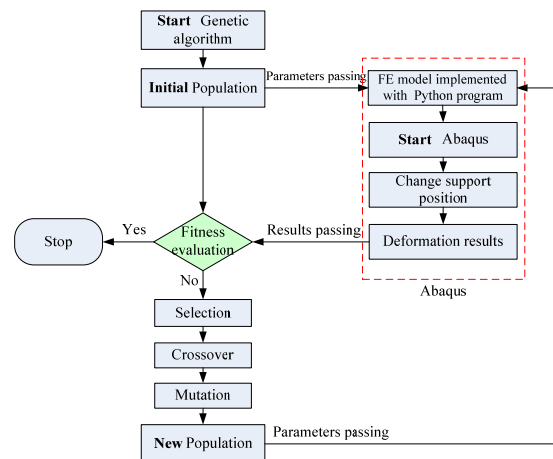 Start Genetic
algorithm
Initial Population
Parameters passing
FE model implemented
with Python program
Start Abaqus
Change support
position
Deformation results
Abaqus
Results passing
Fitness
evaluation
Yes
Stop
No
Selection
Crossover
Mutation
New Population
Parameters passing